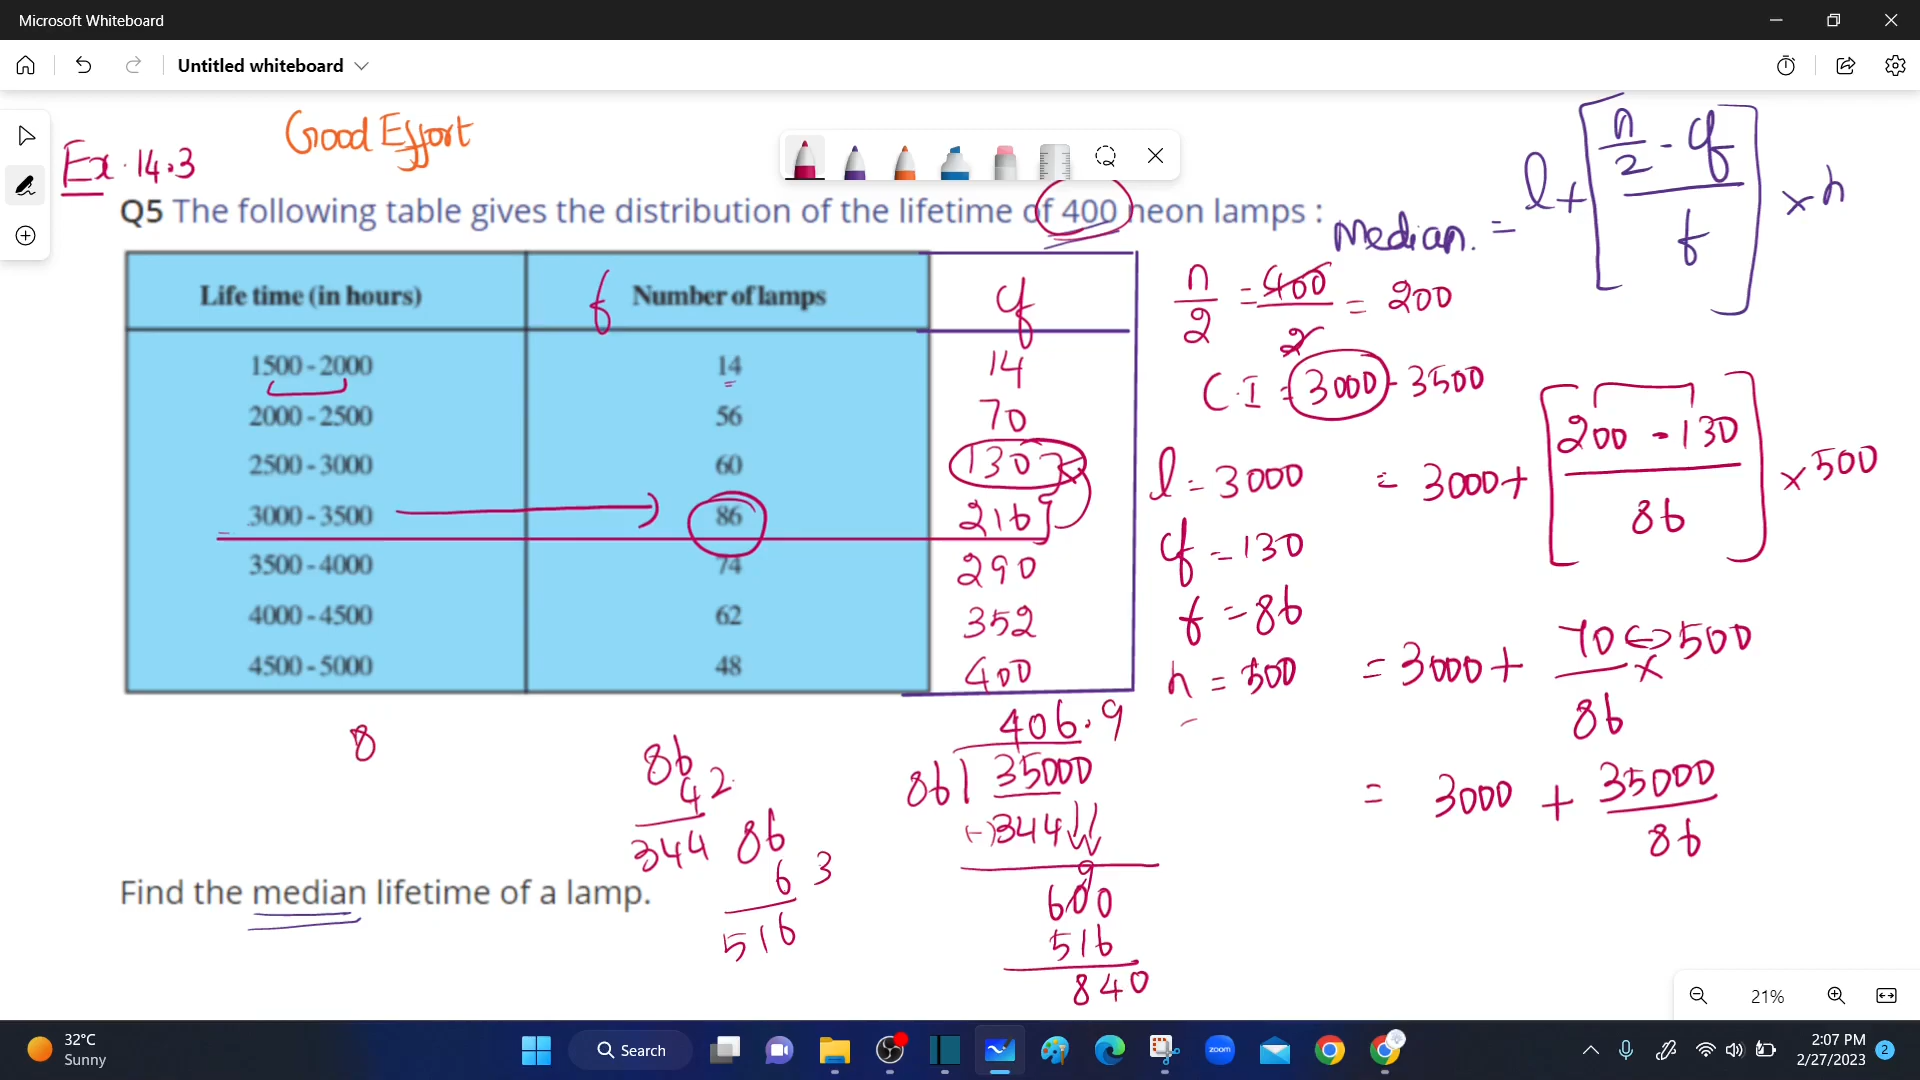 Microsoft Whiteboard
Untitled whiteboard
Good Effort
Ex. 14.3
Q5 The following table gives the distribution of the lifetime of 400 neon lamps :
Median. = l + [ n/2 - cf / f ] × h
Life time (in hours) f Number of lamps cf
1500 - 2000 14 14
2000 - 2500 56 70
2500 - 3000 60 130
3000 - 3500 86 216
3500 - 4000 74 290
4000 - 4500 62 352
4500 - 5000 48 400
n/2 = 400/2 = 200
C.I = 3000 - 3500
l = 3000
cf = 130
f = 86
h = 500
=
= 3000 + [ 200 - 130 / 86 ] × 500
= 3000 + 70/86 × 500
= 3000 + 35000/86
8
86
4 2
344
86
6 3
516
406.9
86 35000
(-)344
9
600
516
840
Find the median lifetime of a lamp.
21%
32°C
Sunny
Search
zoom
2:07 PM
2/27/2023
2